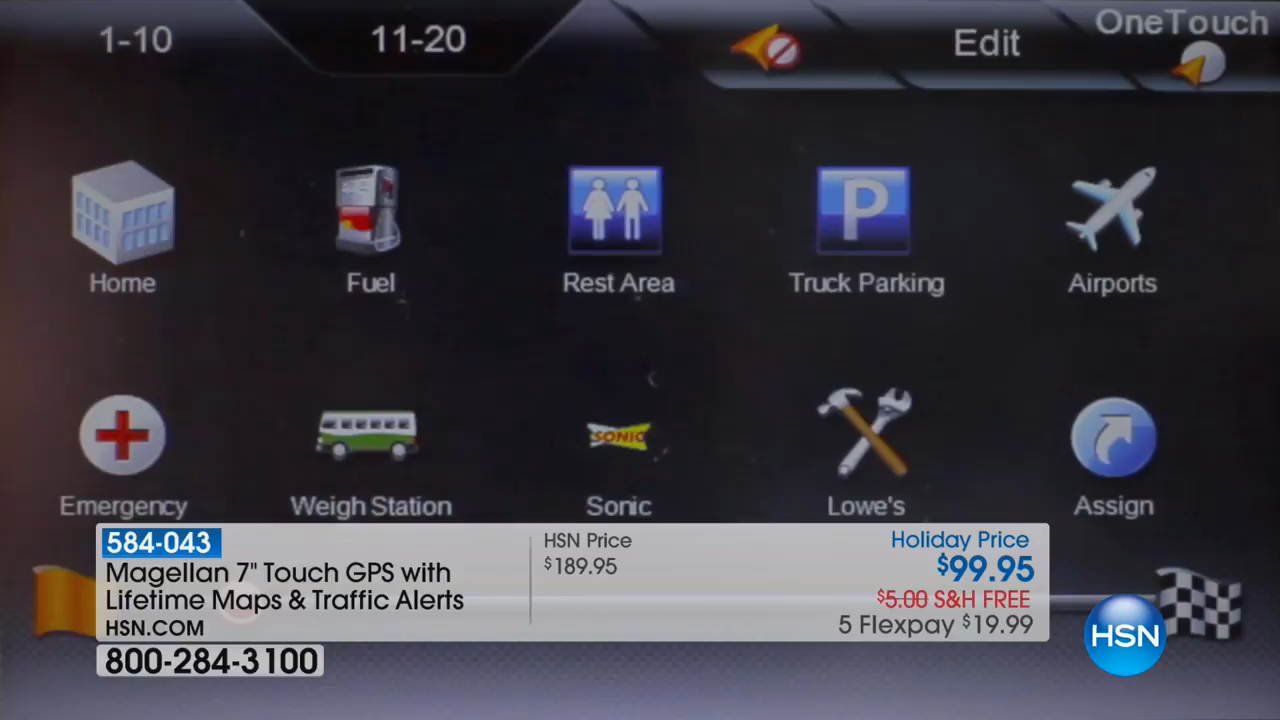 1-10
11-20
Edit
OneTouch
Home
Fuel
P
Rest Area
Truck Parking
Airports
SONIC
Emergency
Weigh Station
Sonic
Lowe's
Assign
584-043
Magellan 7" Touch GPS with
Lifetime Maps & Traffic Alerts
HSN.COM
800-284-3100
HSN Price
$189.95
Holiday Price
$99.95
$5.00 S&H FREE
5 Flexpay $19.99
HSN